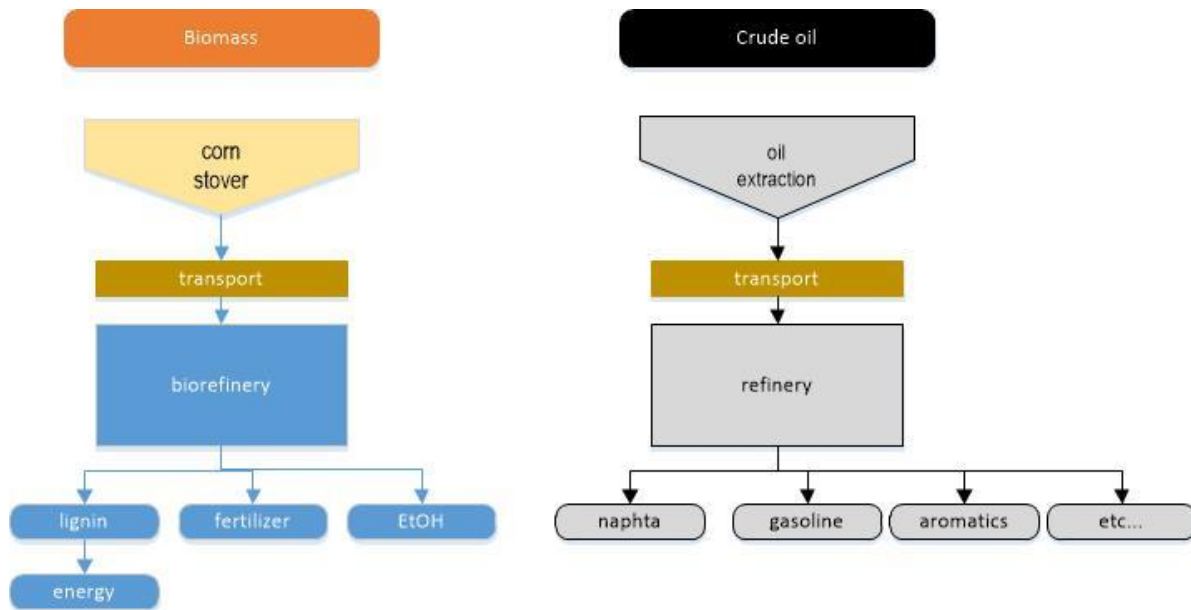 Biomass
corn
stover
transport
biorefinery
lignin
fertilizer
EtOH
energy
Crude oil
oil
extraction
transport
refinery
naphta
gasoline
aromatics
etc...